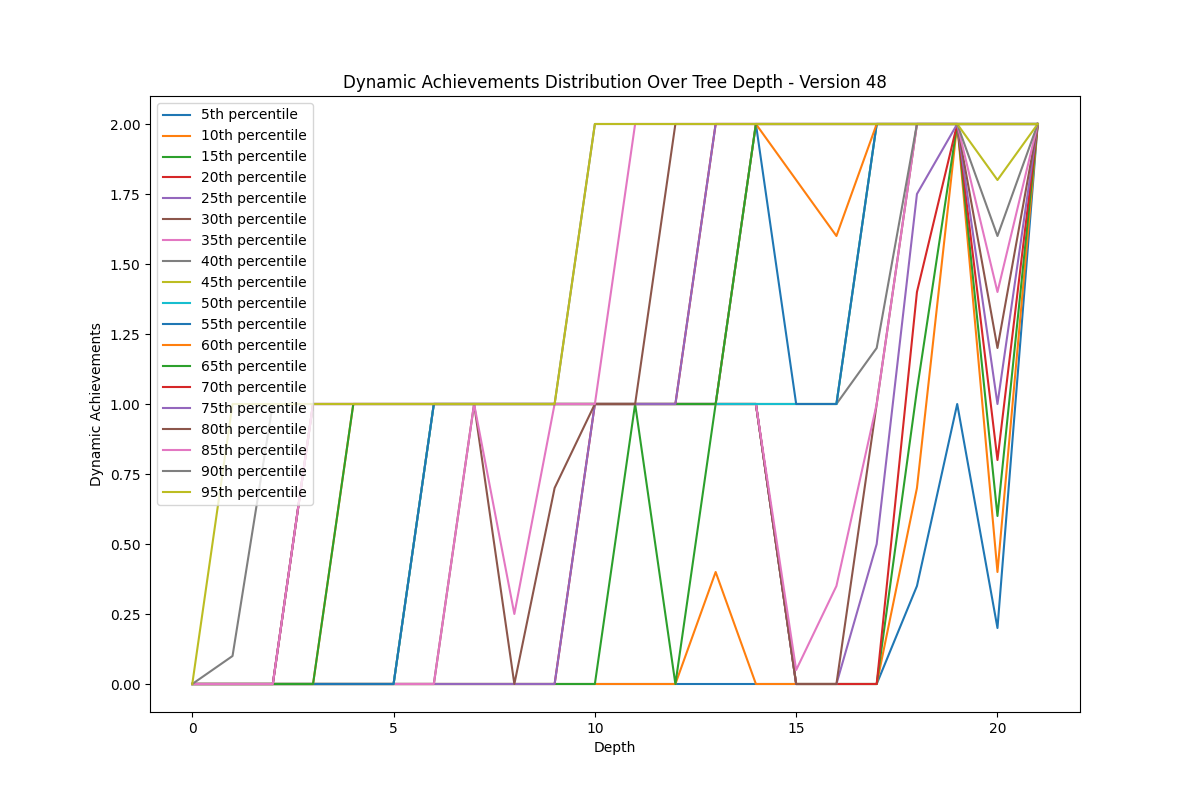 Dynamic Achievements Distribution Over Tree Depth - Version 48
5th percentile
10th percentile
15th percentile
20th percentile
25th percentile
30th percentile
35th percentile
40th percentile
45th percentile
50th percentile
55th percentile
60th percentile
65th percentile
70th percentile
75th percentile
80th percentile
85th percentile
90th percentile
95th percentile
2.00
1.75
1.50
1.25
1.00
0.75
0.50
0.25
0.00
Dynamic Achievements
0 5 10 15 20
Depth